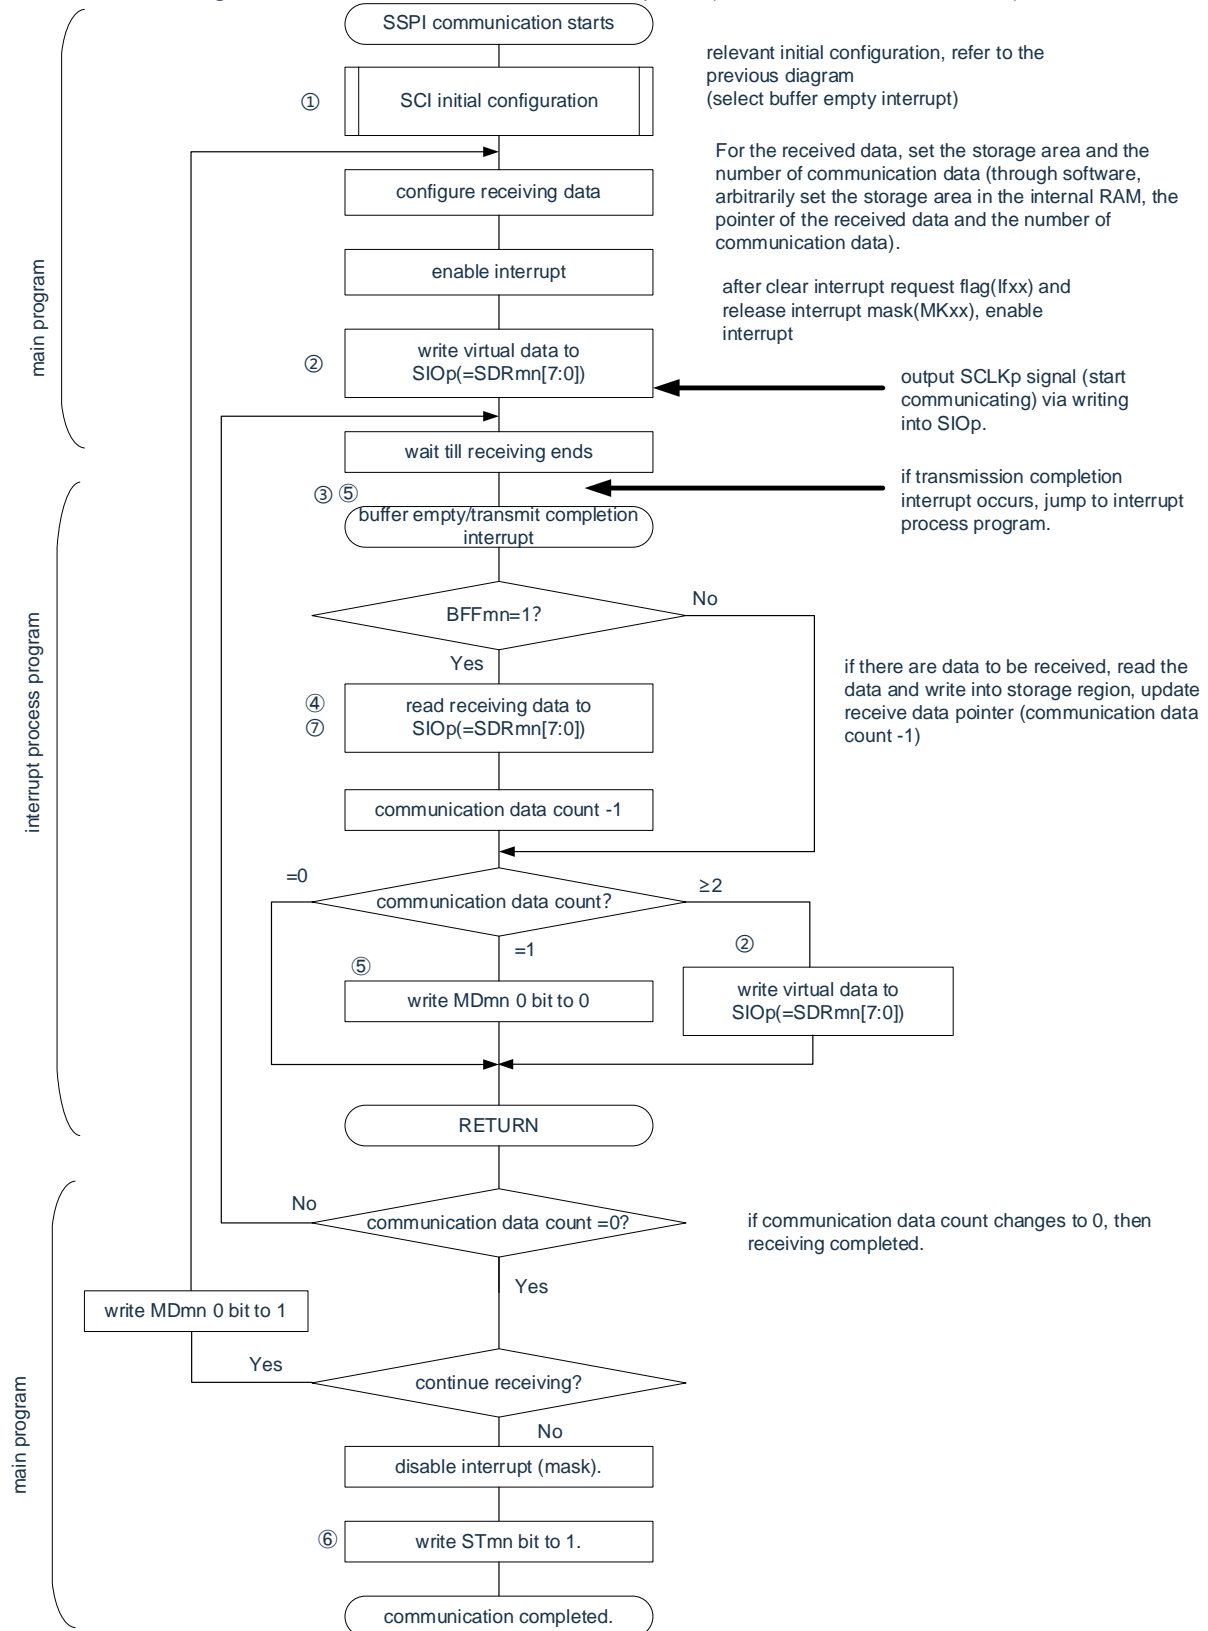 SSPI communication starts
relevant initial configuration, refer to the
previous diagram
(select buffer empty interrupt)
①
SCI initial configuration
For the received data, set the storage area and the
number of communication data (through software,
arbitrarily set the storage area in the internal RAM, the
pointer of the received data and the number of
communication data).
configure receiving data
enable interrupt
after clear interrupt request flag(Ifxx) and
release interrupt mask(MKxx), enable
interrupt
main program
②
write virtual data to
SIOp(=SDRmn[7:0])
output SCLKp signal (start
communicating) via writing
into SIOp.
wait till receiving ends
if transmission completion
interrupt occurs, jump to interrupt
process program.
③ ⑤
buffer empty/transmit completion
interrupt
BFFmn=1?
No
Yes
interrupt process program
④
⑦
read receiving data to
SIOp(=SDRmn[7:0])
if there are data to be received, read the
data and write into storage region, update
receive data pointer (communication data
count -1)
communication data count -1
=0
communication data count?
≥2
=1
②
⑤
write MDmn 0 bit to 0
write virtual data to
SIOp(=SDRmn[7:0])
RETURN
No
communication data count =0?
if communication data count changes to 0, then
receiving completed.
Yes
write MDmn 0 bit to 1
Yes
continue receiving?
No
main program
disable interrupt (mask).
⑥
write STmn bit to 1.
communication completed.